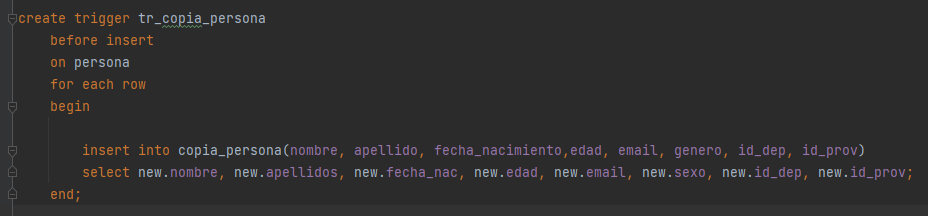 create trigger tr_copia_persona
before insert
on persona
for each row
begin
insert into copia_persona(nombre, apellido, fecha_nacimiento,edad, email, genero, id_dep, id_prov)
select new.nombre, new.apellidos, new.fecha_nac, new.edad, new.email, new.sexo, new.id_dep, new.id_prov;
end;